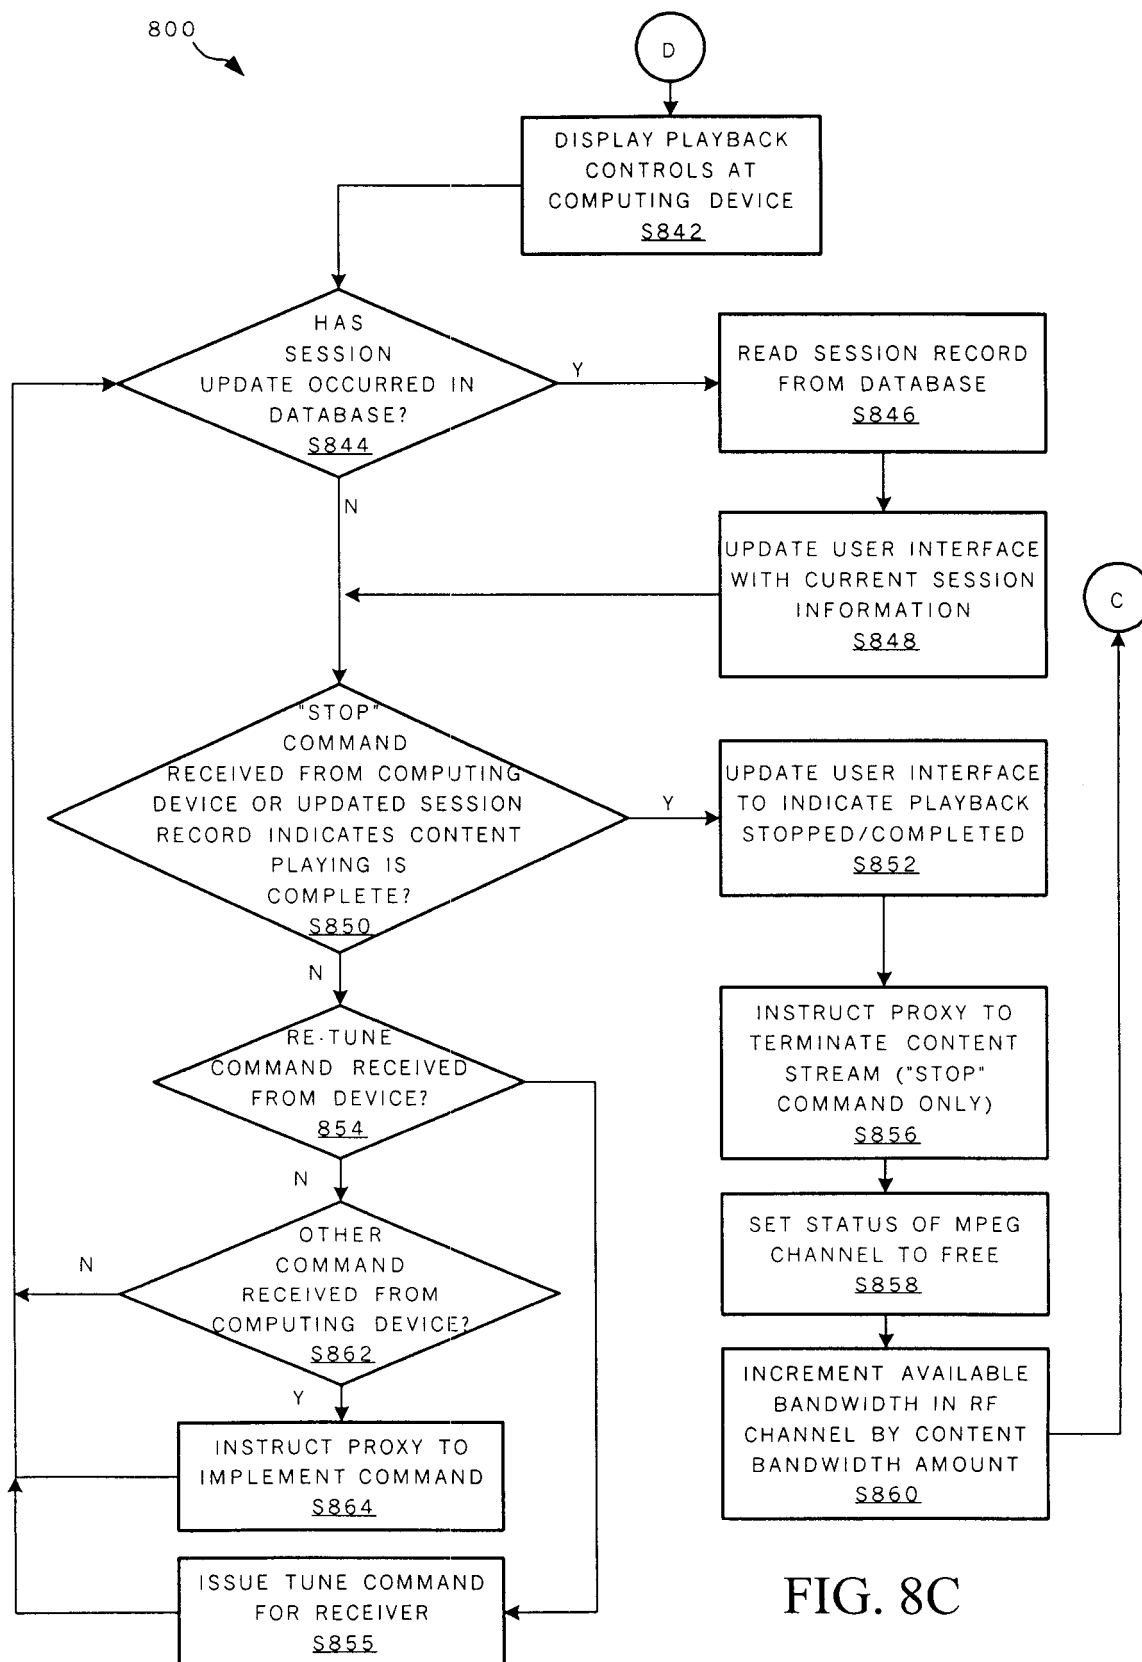 800
D
DISPLAY PLAYBACK
CONTROLS AT
COMPUTING DEVICE
S842
HAS
SESSION
UPDATE OCCURRED IN
DATABASE?
S844
Y
READ SESSION RECORD
FROM DATABASE
S846
N
UPDATE USER INTERFACE
WITH CURRENT SESSION
INFORMATION
S848
C
"STOP"
COMMAND
RECEIVED FROM COMPUTING
DEVICE OR UPDATED SESSION
RECORD INDICATES CONTENT
PLAYING IS
COMPLETE?
S850
Y
UPDATE USER INTERFACE
TO INDICATE PLAYBACK
STOPPED/COMPLETED
S852
N
RE-TUNE
COMMAND RECEIVED
FROM DEVICE?
854
INSTRUCT PROXY TO
TERMINATE CONTENT
STREAM ("STOP"
COMMAND ONLY)
S856
N
OTHER
COMMAND
RECEIVED FROM
COMPUTING DEVICE?
S862
N
SET STATUS OF MPEG
CHANNEL TO FREE
S858
Y
INCREMENT AVAILABLE
BANDWIDTH IN RF
CHANNEL BY CONTENT
BANDWIDTH AMOUNT
S860
INSTRUCT PROXY TO
IMPLEMENT COMMAND
S864
ISSUE TUNE COMMAND
FOR RECEIVER
S855
FIG. 8C